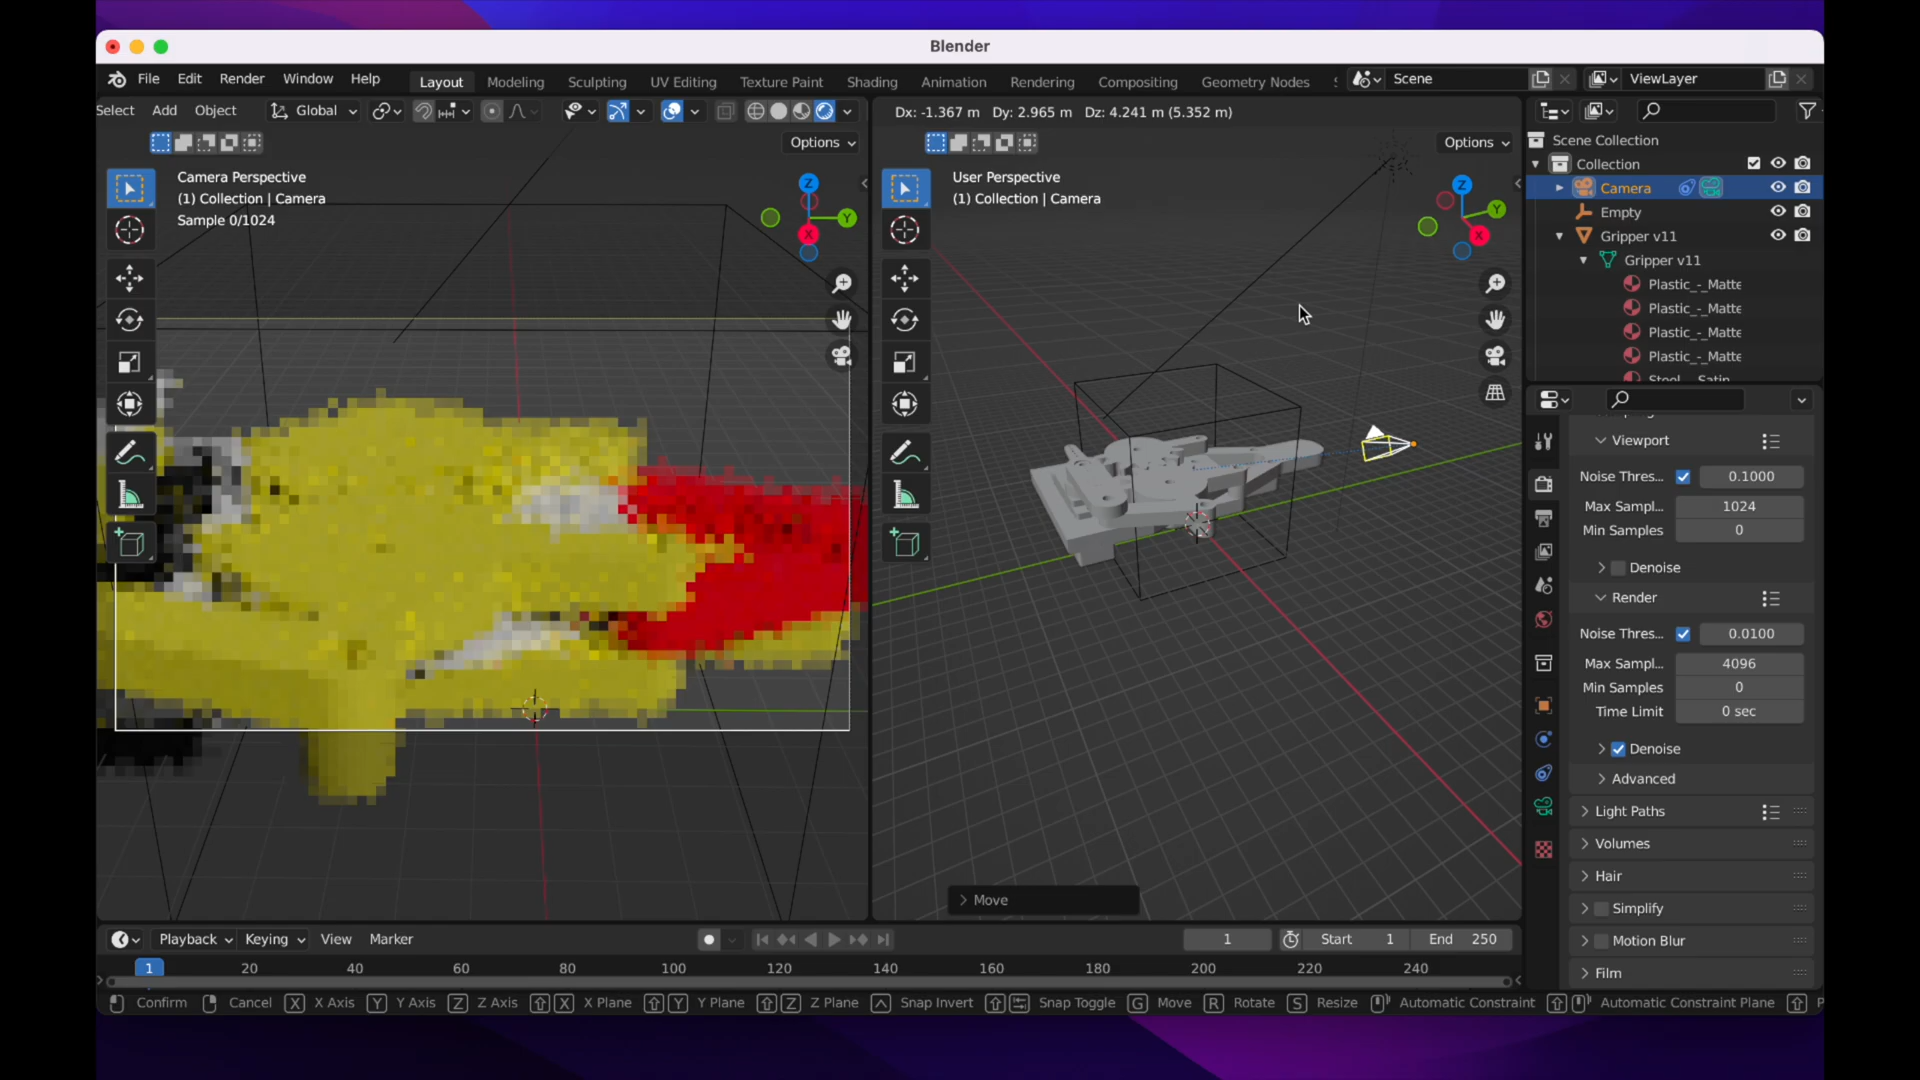 Blender
File Edit Render Window Help Layout Modeling Sculpting UV Editing Texture Paint Shading Animation Rendering Compositing Geometry Nodes Scene ViewLayer
Select Add Object Global
Dx: -1.367 m Dy: 2.965 m Dz: 4.241 m (5.352 m)
Options
Options
Scene Collection
Collection
Camera
Empty
Gripper v11
Gripper v11
Plastic_-_Matte
Plastic_-_Matte
Plastic_-_Matte
Plastic_-_Matte
Camera Perspective
(1) Collection | Camera
Sample 0/1024
Z
Y
X
User Perspective
(1) Collection | Camera
Z
Y
X
Viewport
Noise Thres... 0.1000
Max Sampl... 1024
Min Samples 0
Denoise
Render
Noise Thres... 0.0100
Max Sampl... 4096
Min Samples 0
Time Limit 0 sec
Denoise
Advanced
Light Paths
Volumes
Hair
Simplify
Motion Blur
Film
Move
Playback Keying View Marker 1 Start 1 End 250
1 20 40 60 80 100 120 140 160 180 200 220 240
Confirm Cancel X X Axis Y Y Axis Z Z Axis X X Plane Y Y Plane Z Z Plane Snap Invert Snap Toggle G Move R Rotate S Resize Automatic Constraint Automatic Constraint Plane